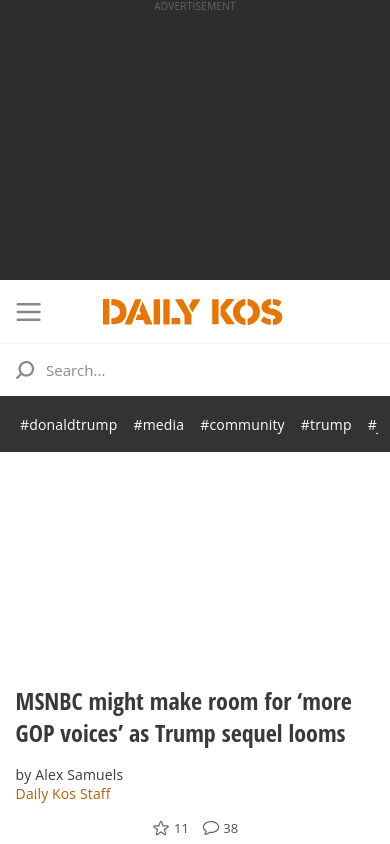 ADVERTISEMENT
DAILY KOS
Search...
#donaldtrump #media #community #trump
MSNBC might make room for ‘more
GOP voices’ as Trump sequel looms
by Alex Samuels
Daily Kos Staff
11 38